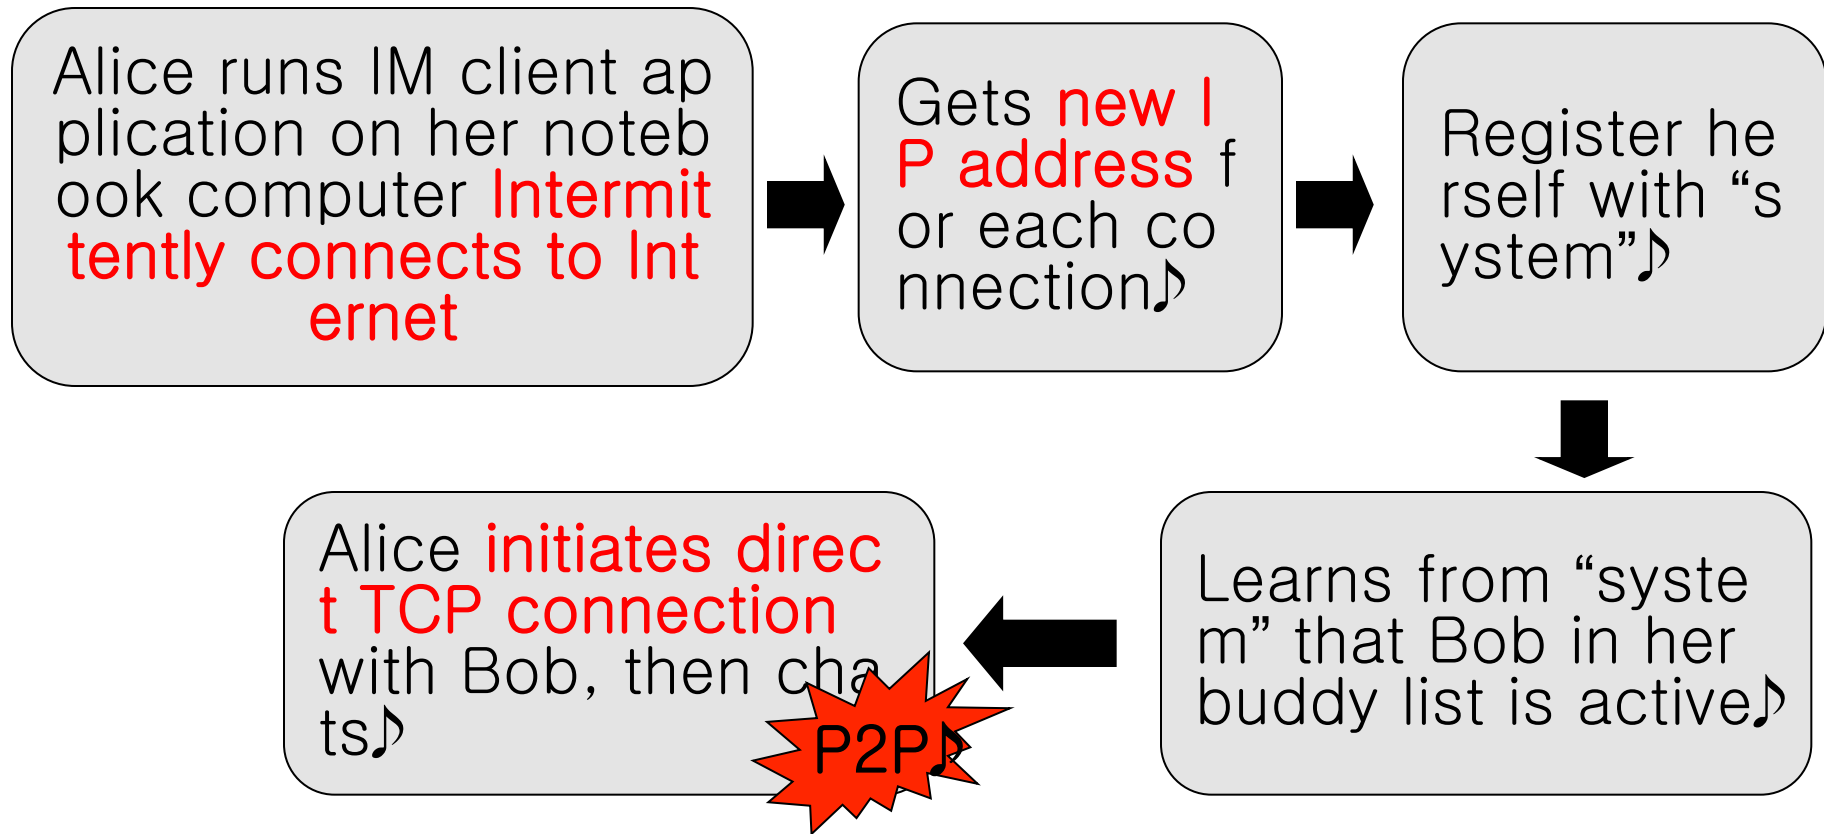 Alice runs IM client ap
plication on her noteb
ook computer Intermit
tently connects to Int
ernet
Gets new I
P address f
or each co
nnection♪
Register he
rself with “s
ystem”♪
Learns from “syste
m” that Bob in her
buddy list is active♪
Alice initiates direc
t TCP connection
with Bob, then cha
ts♪
P2P♪